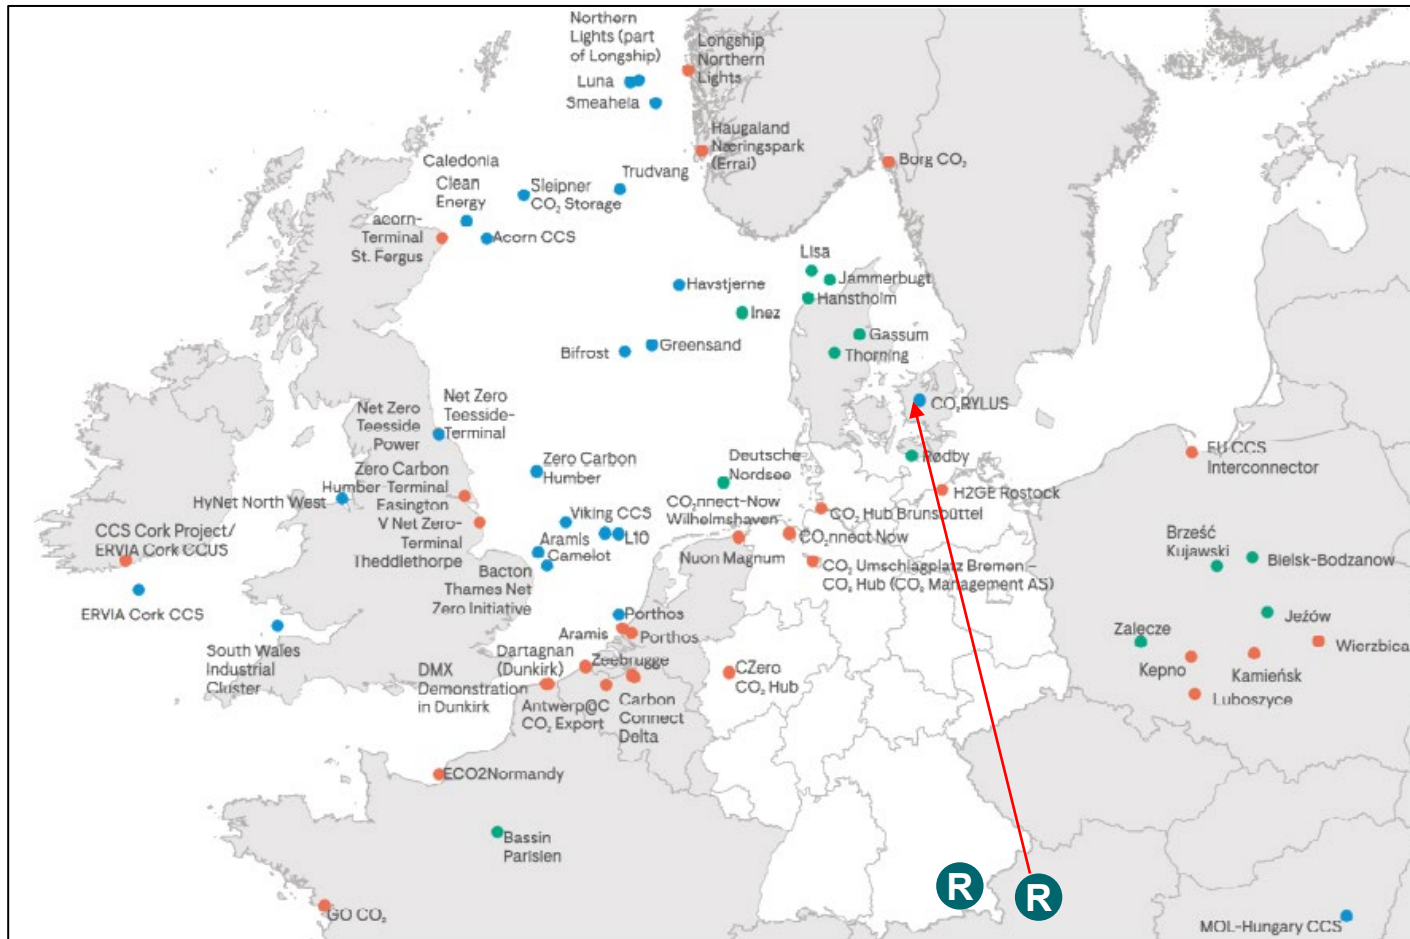 Northern
Lights (part
of Longship)
Luna
Smeaheia
Longship
Northern
Lights
Haugaland
Næringspark
(Errai)
Borg CO₂
Caledonia
Clean
Energy
Sleipner
CO₂ Storage
Trudvang
acorn-
Terminal
St. Fergus
Acorn CCS
Lisa
Jammerbugt
Hanstholm
Havstjerne
Inez
Gassum
Thorning
Bifrost
Greensand
CO₂RYLUS
Rødby
Net Zero
Teesside
Power
Net Zero
Teesside-
Terminal
Zero Carbon
Humber-Terminal
Easington
HyNet North West
V Net Zero-
Terminal
Theddlethorpe
Zero Carbon
Humber
Viking CCS
L10
Aramis
Camelot
Bacton
Thames Net
Zero Initiative
Deutsche
Nordsee
CO₂nnect-Now
Wilhelmshaven
Nuon Magnum
CO₂nnect Now
CO₂ Hub Brunsbüttel
H2GE Rostock
CO₂ Umschlagplatz Bremen –
CO₂ Hub (CO₂ Management AS)
EU CCS
Interconnector
Brześć
Kujawski
Bielsk-Bodzanow
Jeżów
Zalecze
Wierzbica
Kepno
Kamieńsk
Luboszyce
CCS Cork Project/
ERVIA Cork CCUS
ERVIA Cork CCS
South Wales
Industrial
Cluster
Porthos
Aramis
Porthos
Dartagnan
(Dunkirk)
Zeebrugge
DMX
Demonstration
in Dunkirk
Antwerp@C
CO₂ Export
Carbon
Connect
Delta
CZero
CO₂ Hub
ECO2Normandy
Bassin
Parisien
GO CO₂
R
R
MOL-Hungary CCS